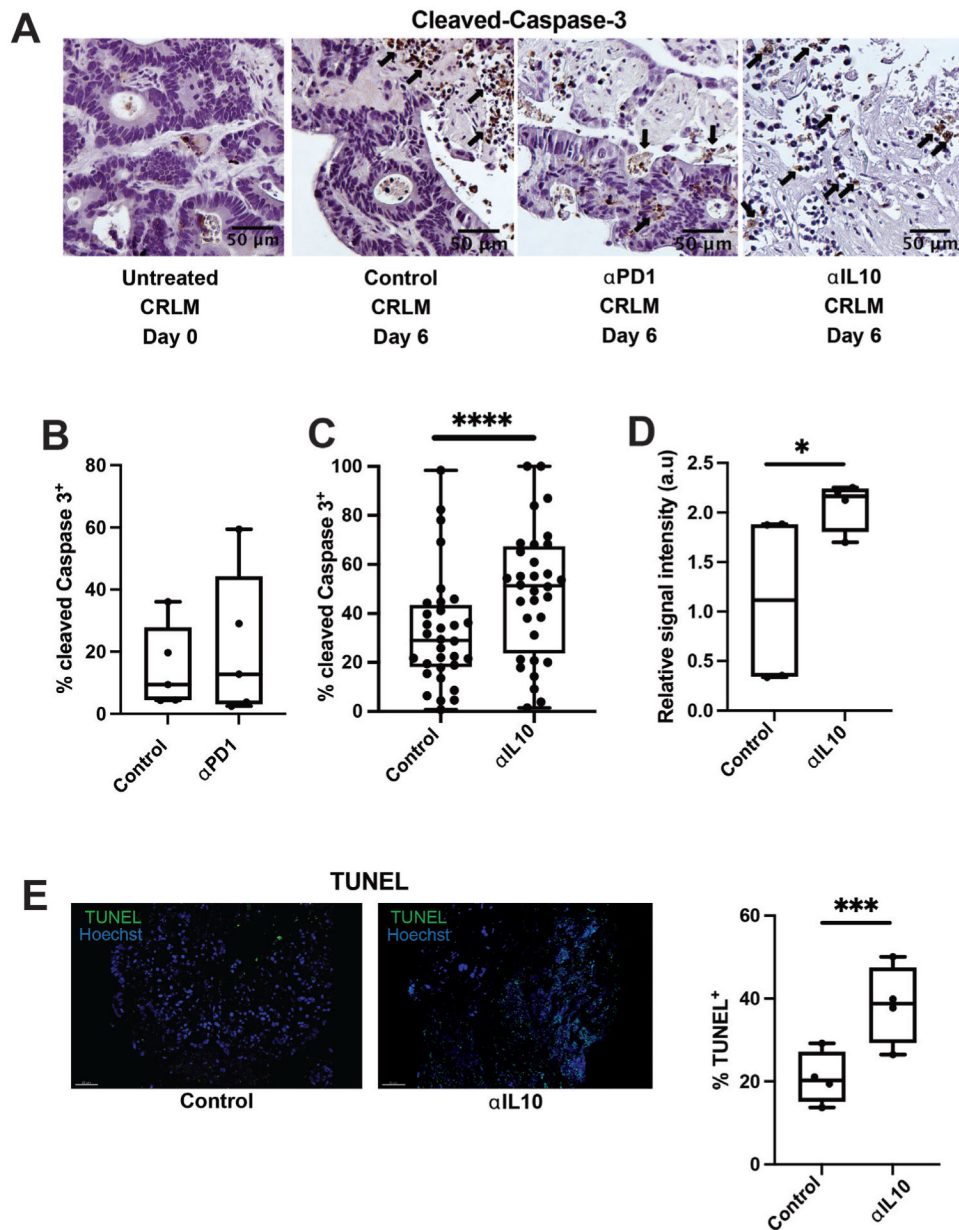 A
Cleaved-Caspase-3
50 µm
50 µm
50 µm
50 µm
Untreated
CRLM
Day 0
Control
CRLM
Day 6
αPD1
CRLM
Day 6
αIL10
CRLM
Day 6
B
% cleaved Caspase 3+
80
60
40
20
0
Control
αPD1
C
****
% cleaved Caspase 3+
100
80
60
40
20
0
Control
αIL10
D
*
Relative signal intensity (a.u)
2.5
2.0
1.5
1.0
0.5
0.0
Control
αIL10
E
TUNEL
TUNEL
Hoechst
Control
TUNEL
Hoechst
αIL10
***
% TUNEL+
60
40
20
0
Control
αIL10